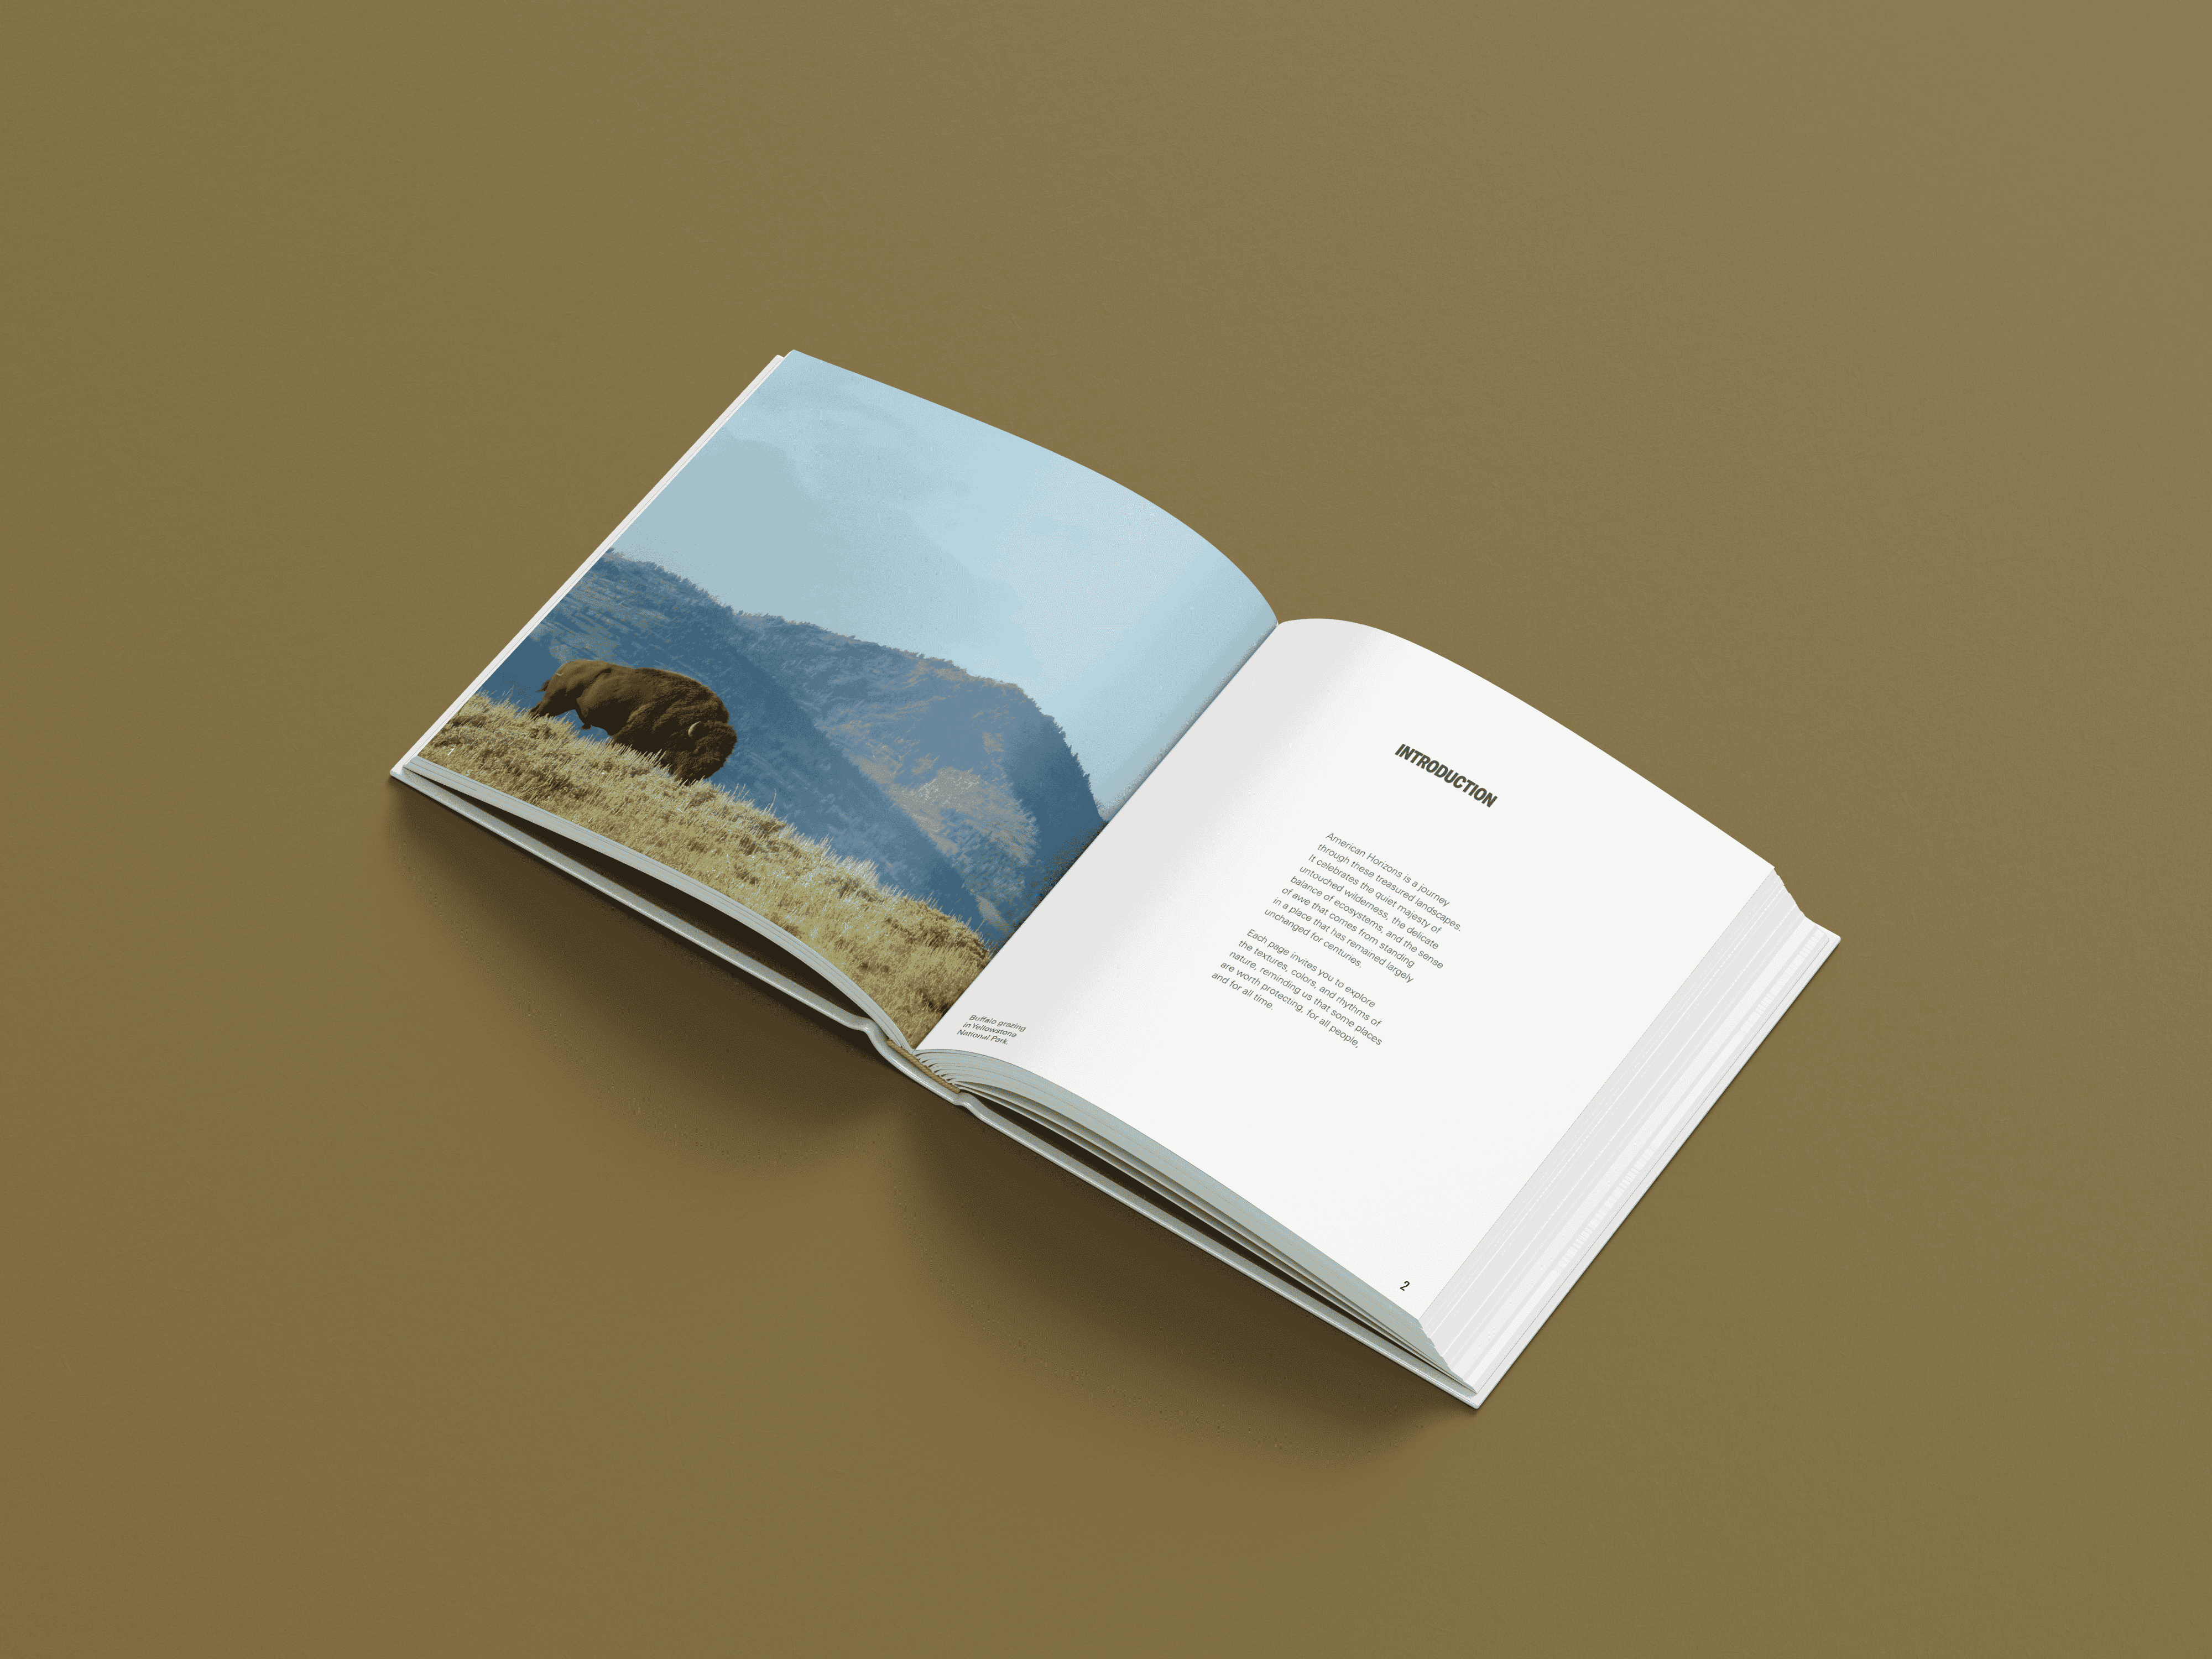 1
INTRODUCTION
American Horizons is a journey
through these treasured landscapes.
It celebrates the quiet majesty of
untouched wilderness, the delicate
balance of ecosystems, and the sense
of awe that comes from standing
in a place that has remained largely
unchanged for centuries.
Each page invites you to explore
the textures, colors, and rhythms of
nature, reminding us that some places
are worth protecting, for all people,
and for all time.
Buffalo grazing
in Yellowstone
National Park.
2